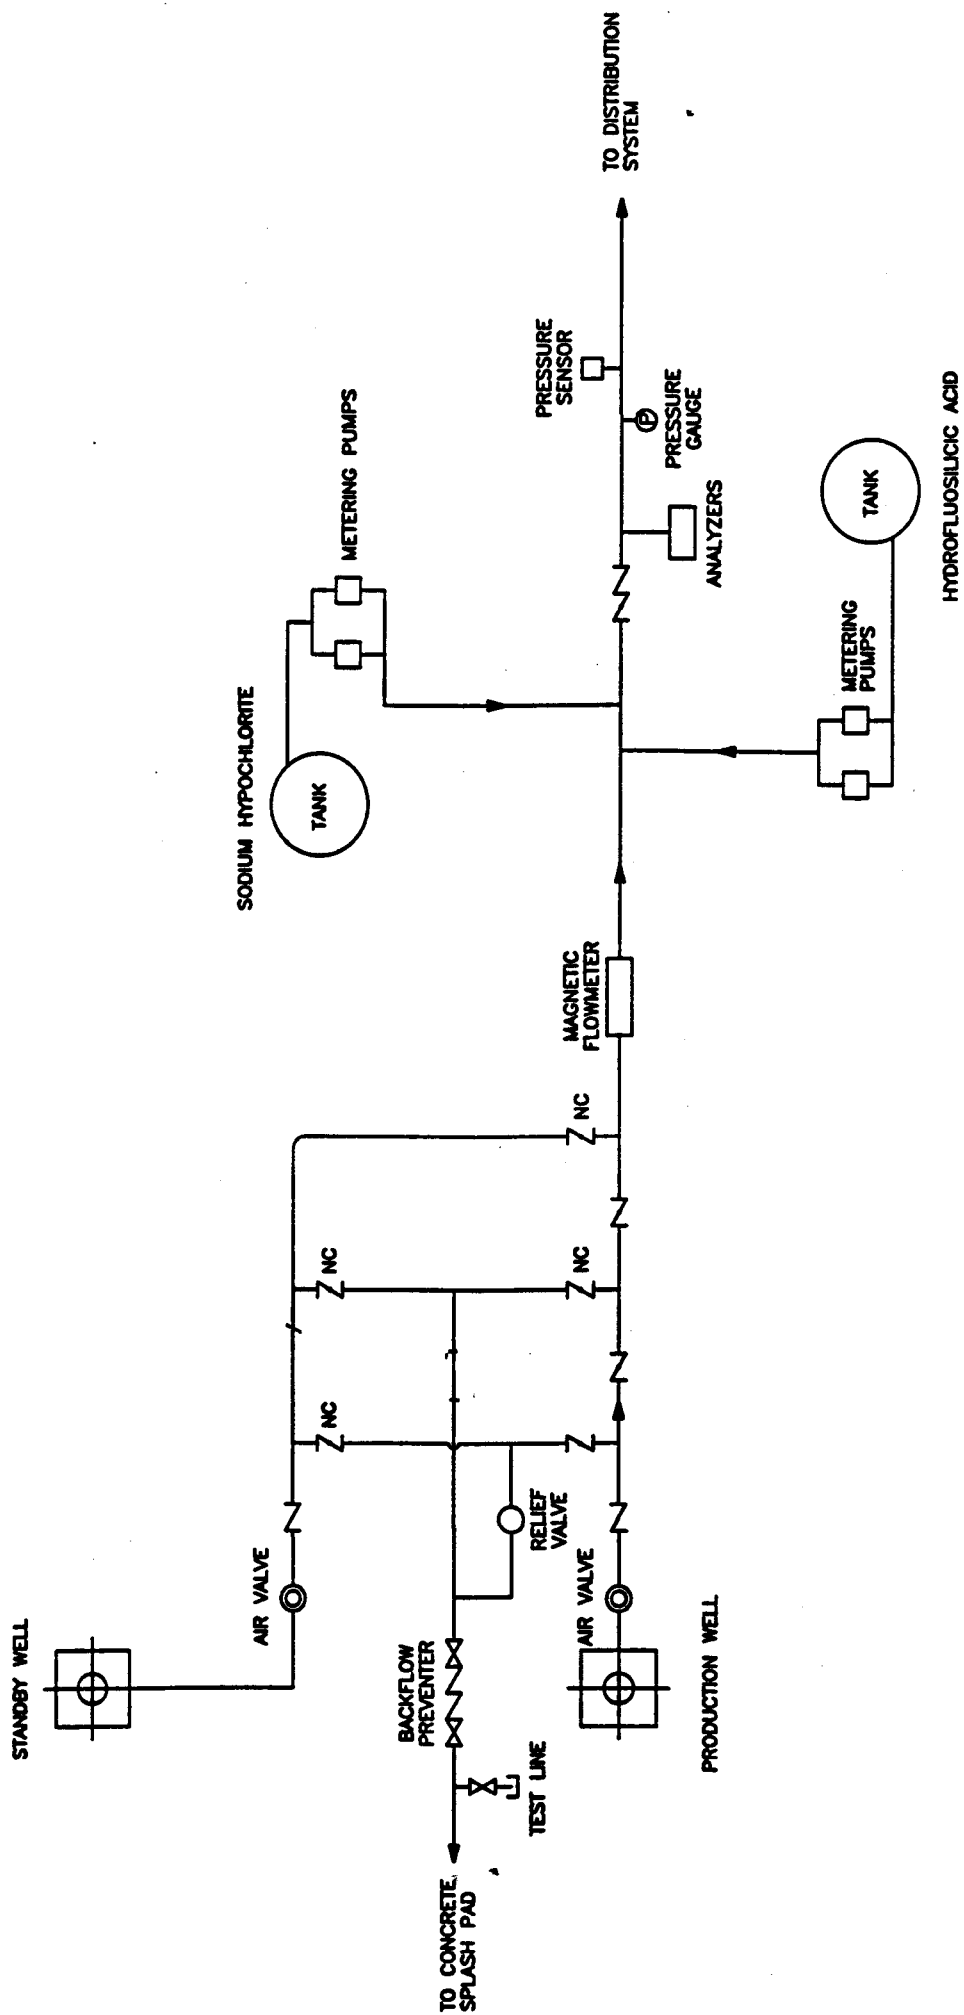 STANDBY WELL
AIR VALVE
NC
NC
SODIUM HYPOCHLORITE
TANK
METERING PUMPS
TO CONCRETE
SPLASH PAD
TEST LINE
BACKFLOW
PREVENTER
RELIEF
VALVE
NC
NC
PRODUCTION WELL
AIR VALVE
MAGNETIC
FLOWMETER
ANALYZERS
P
PRESSURE
GAUGE
PRESSURE
SENSOR
TO DISTRIBUTION
SYSTEM
METERING
PUMPS
TANK
HYDROFLUOSILICIC ACID